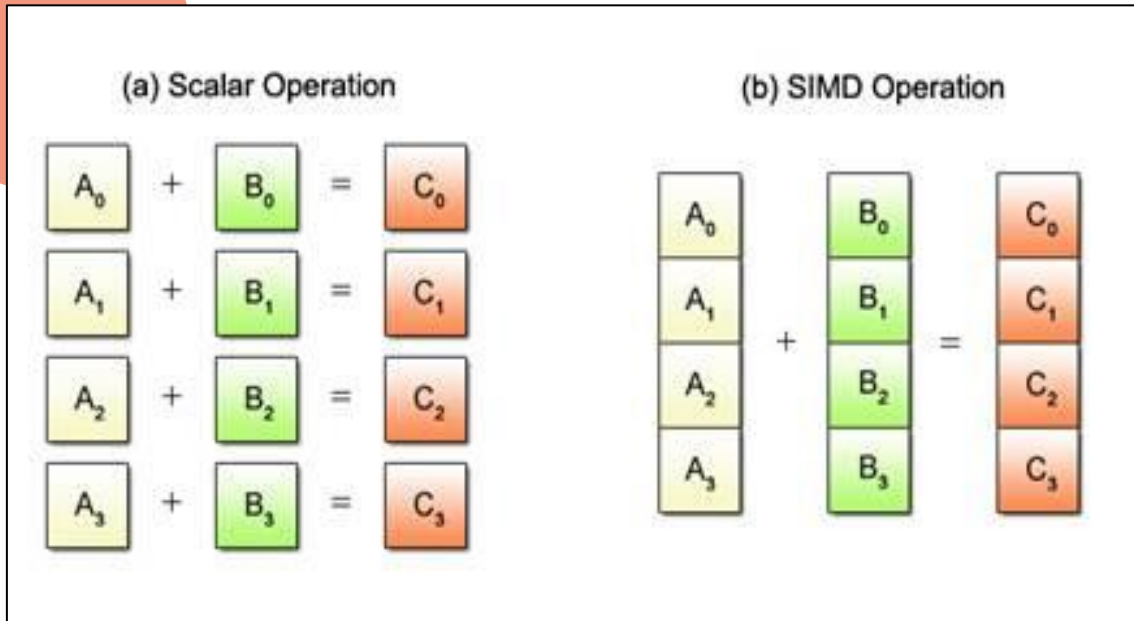 (a) Scalar Operation
A₀ + B₀ = C₀
A₁ + B₁ = C₁
A₂ + B₂ = C₂
A₃ + B₃ = C₃
(b) SIMD Operation
A₀ B₀ C₀
A₁ B₁ C₁
+ =
A₂ B₂ C₂
A₃ B₃ C₃